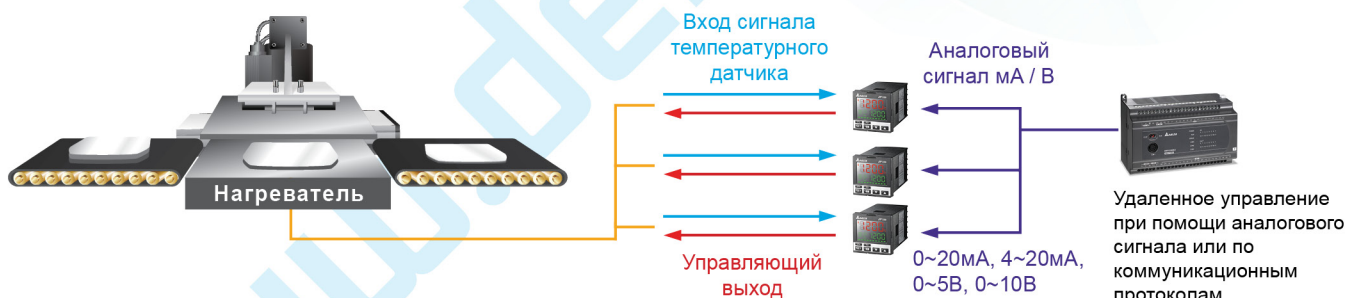 Вход сигнала
температурного
датчика
Аналоговый
сигнал мА / В
Нагреватель
Управляющий
выход
0~20мА, 4~20мА,
0~5В, 0~10В
Удаленное управление
при помощи аналогового
сигнала или по
коммуникационным
протоколам